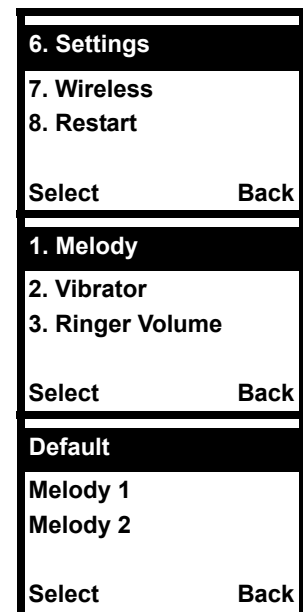 6. Settings
7. Wireless
8. Restart
Select Back
1. Melody
2. Vibrator
3. Ringer Volume
Select Back
Default
Melody 1
Melody 2
Select Back